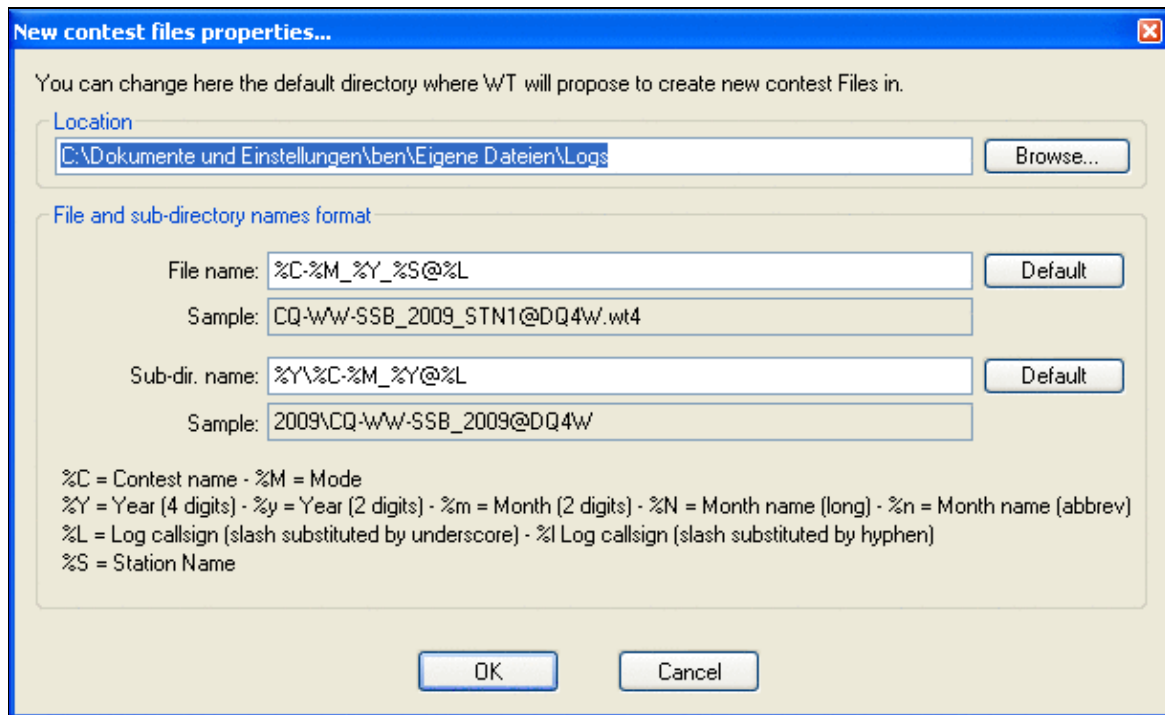 New contest files properties...
You can change here the default directory where WT will propose to create new contest Files in.
Location
C:\Dokumente und Einstellungen\ben\Eigene Dateien\Logs
Browse...
File and sub-directory names format
File name: %C-%M_%Y_%S@%L Default
Sample: CQ-WW-SSB_2009_STN1@DQ4W.wt4
Sub-dir. name: %Y\%C-%M_%Y@%L Default
Sample: 2009\CQ-WW-SSB_2009@DQ4W
%C = Contest name - %M = Mode
%Y = Year (4 digits) - %y = Year (2 digits) - %m = Month (2 digits) - %N = Month name (long) - %n = Month name (abbrev)
%L = Log callsign (slash substituted by underscore) - %l Log callsign (slash substituted by hyphen)
%S = Station Name
OK Cancel